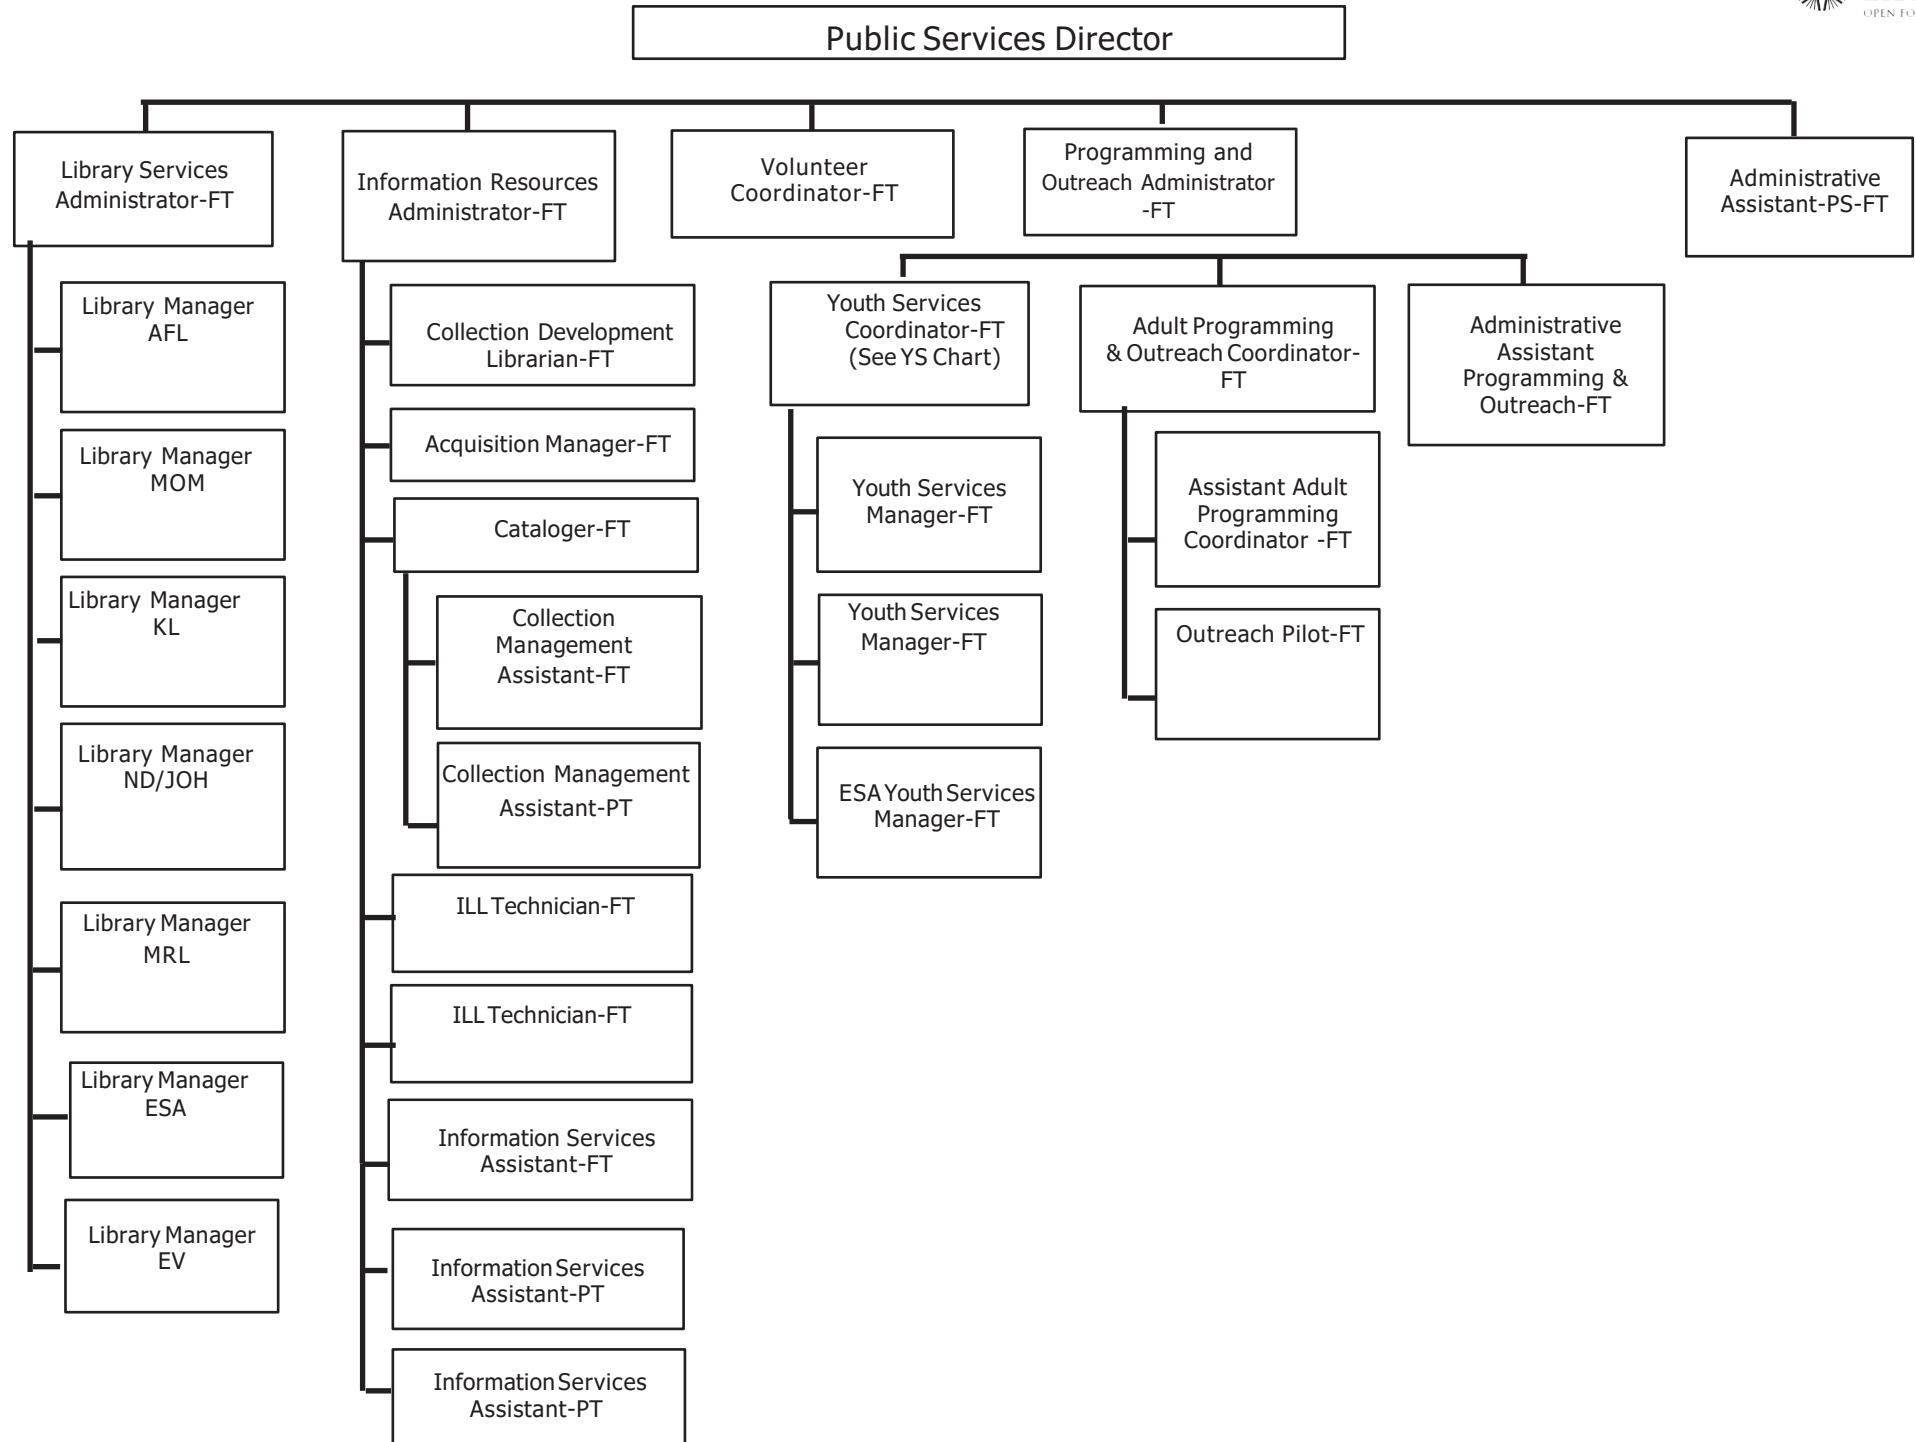 OPEN FO
Public Services Director
Library Services
Administrator-FT
Information Resources
Administrator-FT
Volunteer
Coordinator-FT
Programming and
Outreach Administrator
-FT
Administrative
Assistant-PS-FT
Library Manager
AFL
Library Manager
MOM
Library Manager
KL
Library Manager
ND/JOH
Library Manager
MRL
Library Manager
ESA
Library Manager
EV
Collection Development
Librarian-FT
Acquisition Manager-FT
Cataloger-FT
Collection
Management
Assistant-FT
Collection Management
Assistant-PT
ILL Technician-FT
ILL Technician-FT
Information Services
Assistant-FT
Information Services
Assistant-PT
Information Services
Assistant-PT
Youth Services
Coordinator-FT
(See YS Chart)
Youth Services
Manager-FT
Youth Services
Manager-FT
ESA Youth Services
Manager-FT
Adult Programming
& Outreach Coordinator-
FT
Assistant Adult
Programming
Coordinator -FT
Outreach Pilot-FT
Administrative
Assistant
Programming &
Outreach-FT